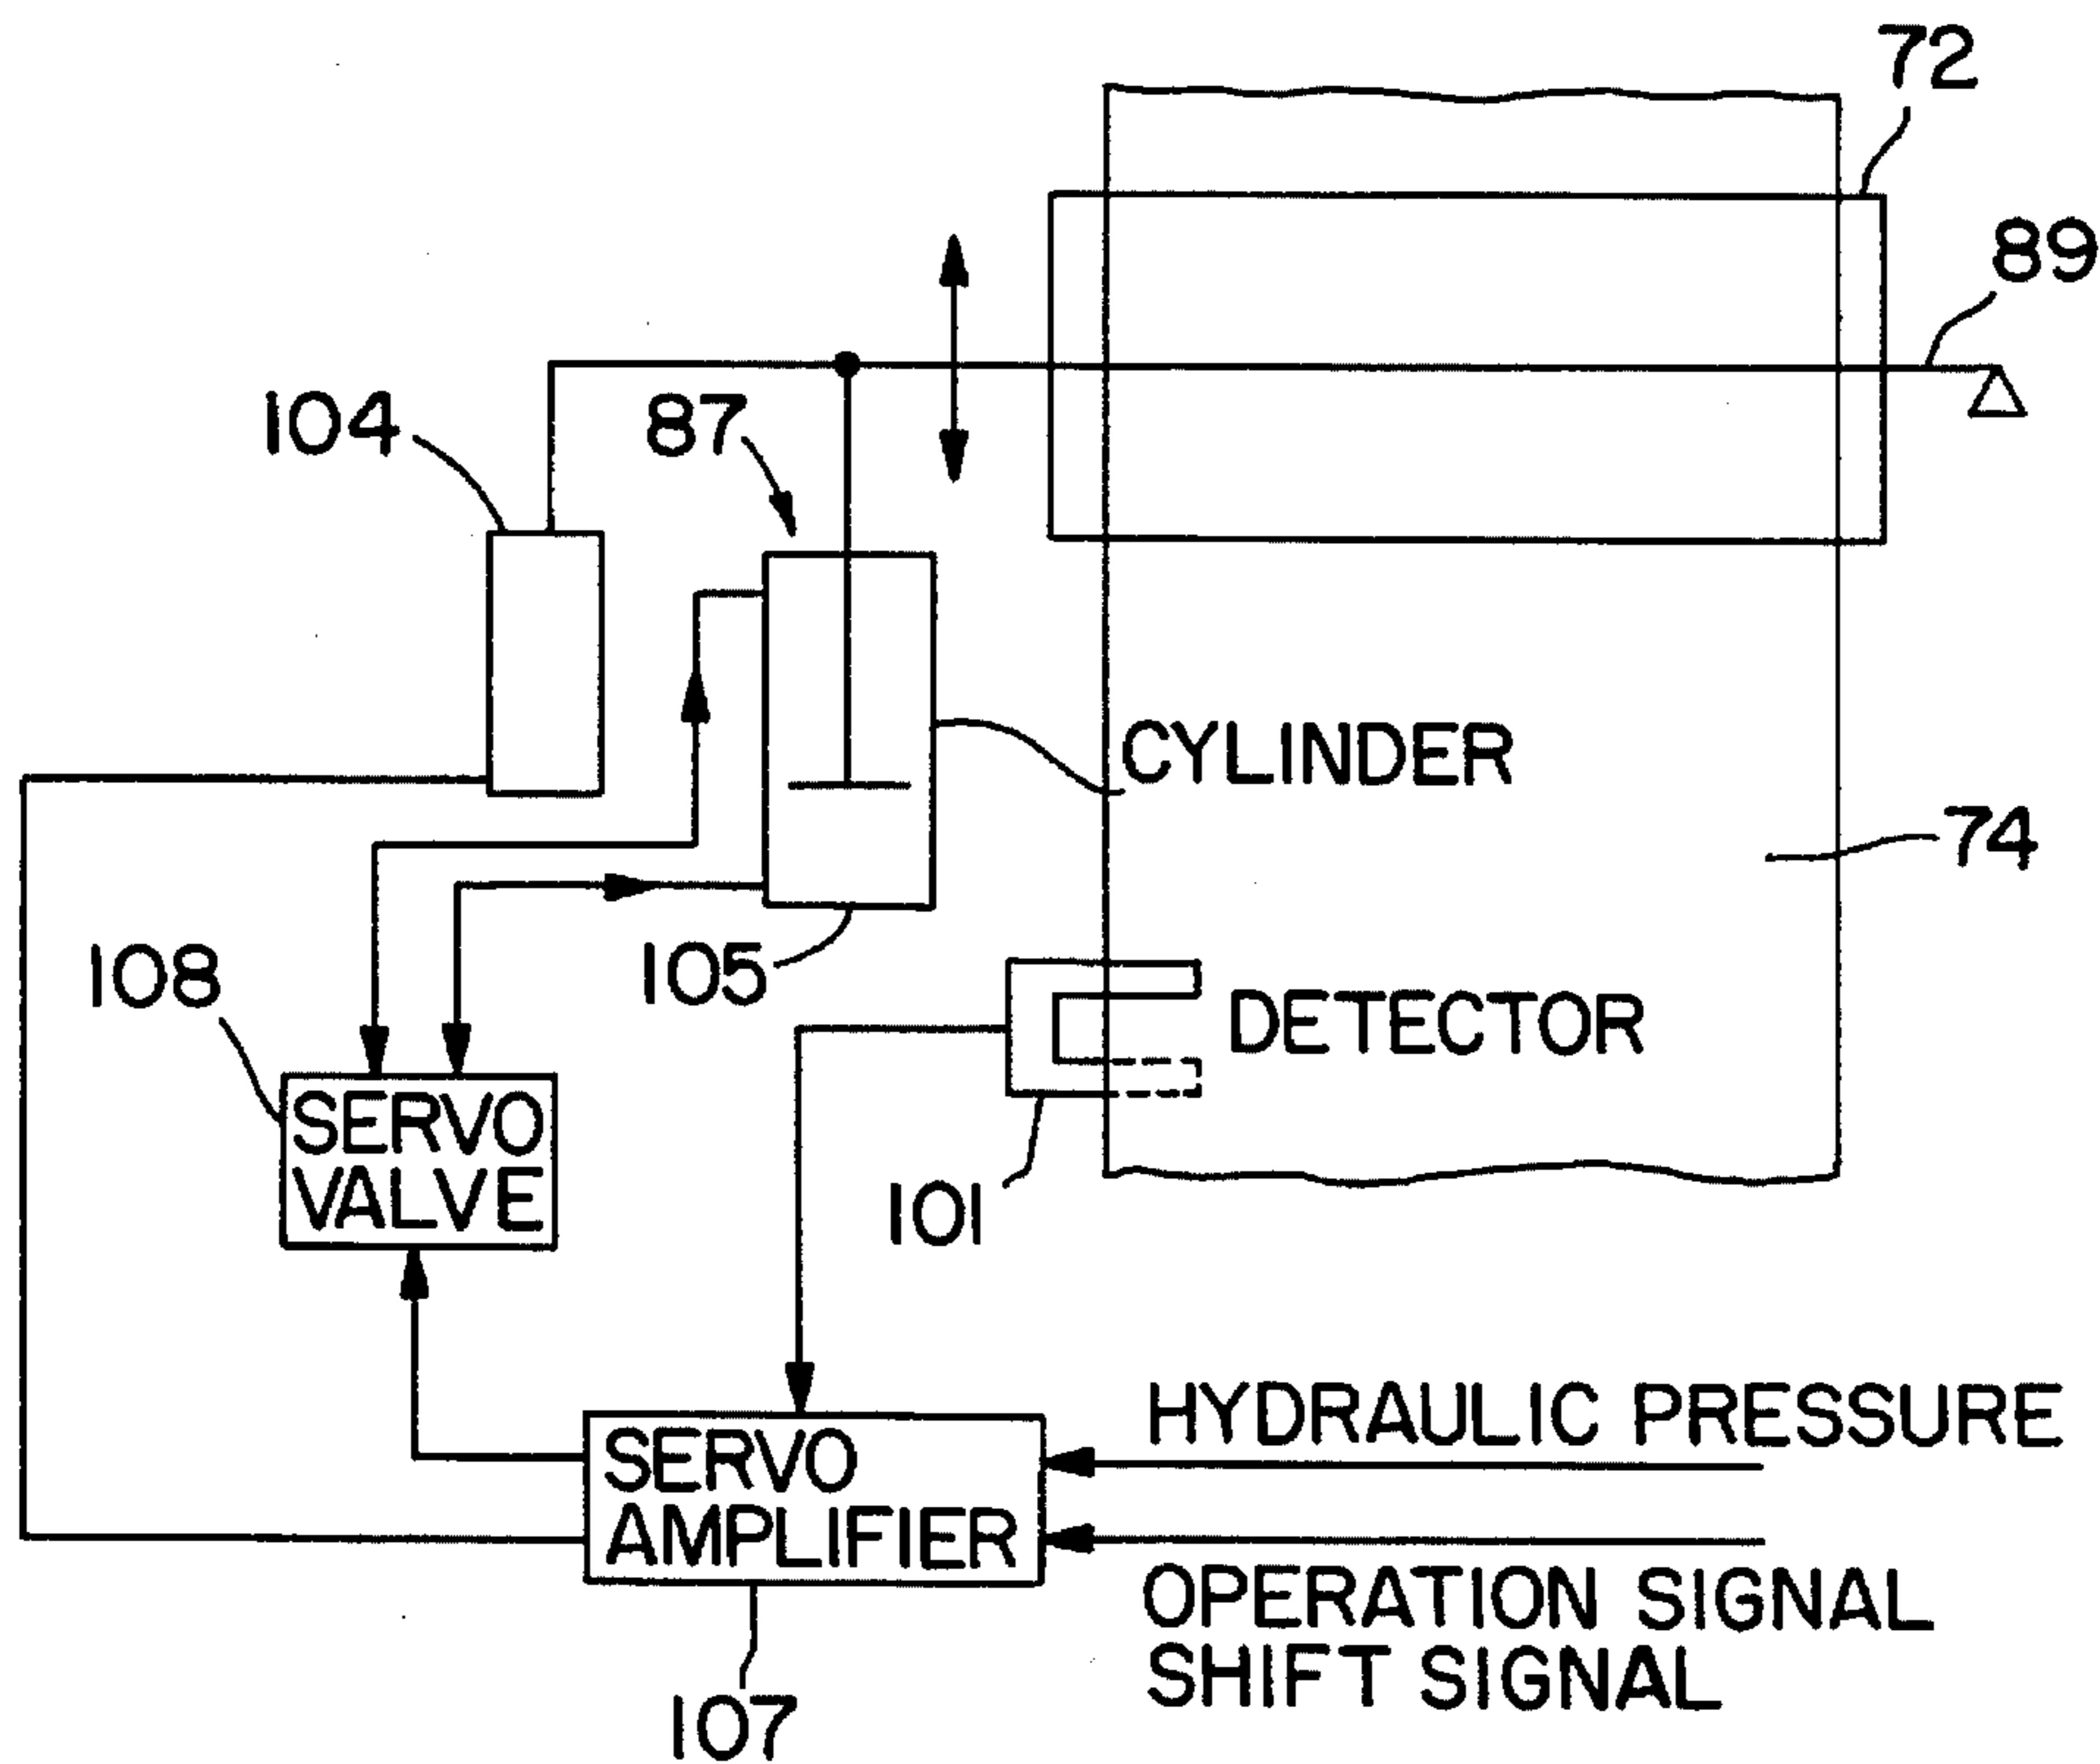 72
89
104
87
CYLINDER
74
108
105
DETECTOR
SERVO
VALVE
101
HYDRAULIC PRESSURE
SERVO
AMPLIFIER
OPERATION SIGNAL
SHIFT SIGNAL
107